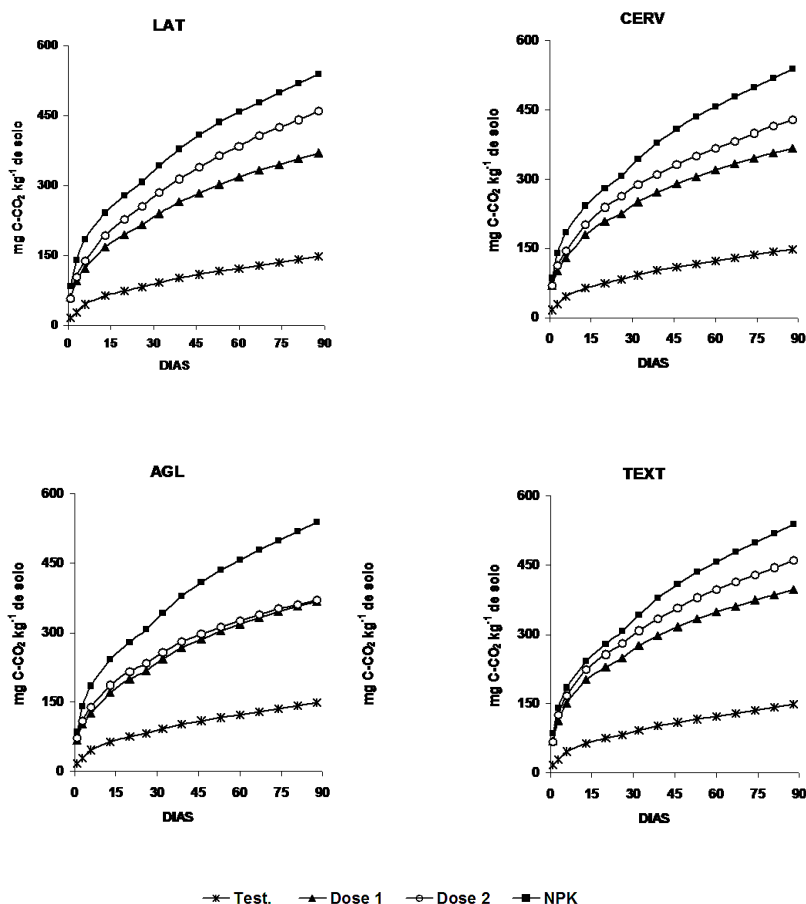 LAT
600
450
300
150
0
mg C-CO₂ kg⁻¹ de solo
0 15 30 45 60 75 90
DIAS
CERV
600
450
300
150
0
mg C-CO₂ kg⁻¹ de solo
0 15 30 45 60 75 90
DIAS
AGL
600
450
300
150
0
mg C-CO₂ kg⁻¹ de solo
0 15 30 45 60 75 90
DIAS
TEXT
600
450
300
150
0
mg C-CO₂ kg⁻¹ de solo
0 15 30 45 60 75 90
DIAS
Test. Dose 1 Dose 2 NPK